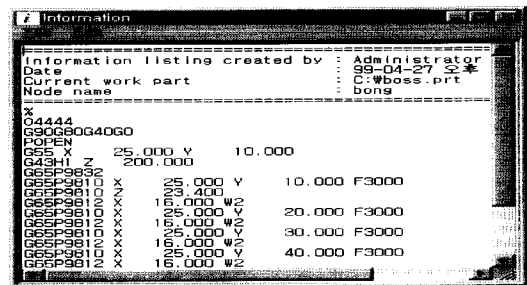 i Information
Information listing created by : Administrator
Date : 99-04-27 오후
Current work part : C:₩boss.prt
Node name : bong
%
O4444
G90G80G40G0
POPEN
G55 X 25.000 Y 10.000
G43H1 Z 200.000
G65P9832
G65P9810 X 25.000 Y 10.000 F3000
G65P9810 Z 23.400
G65P9812 X 16.000 W2
G65P9810 X 25.000 Y 20.000 F3000
G65P9812 X 16.000 W2
G65P9810 X 25.000 Y 30.000 F3000
G65P9812 X 16.000 W2
G65P9810 X 25.000 Y 40.000 F3000
G65P9812 X 16.000 W2